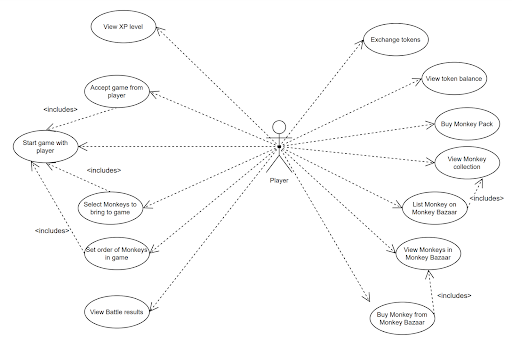 View XP level
Exchange tokens
Accept game from
player
View token balance
<includes>
Buy Monkey Pack
Start game with
player
View Monkey
collection
<includes>
Player
Select Monkeys to
bring to game
List Monkey on
Monkey Bazaar
<includes>
<includes>
Set order of Monkeys
in game
View Monkeys in
Monkey Bazaar
<includes>
View Battle results
Buy Monkey from
Monkey Bazaar